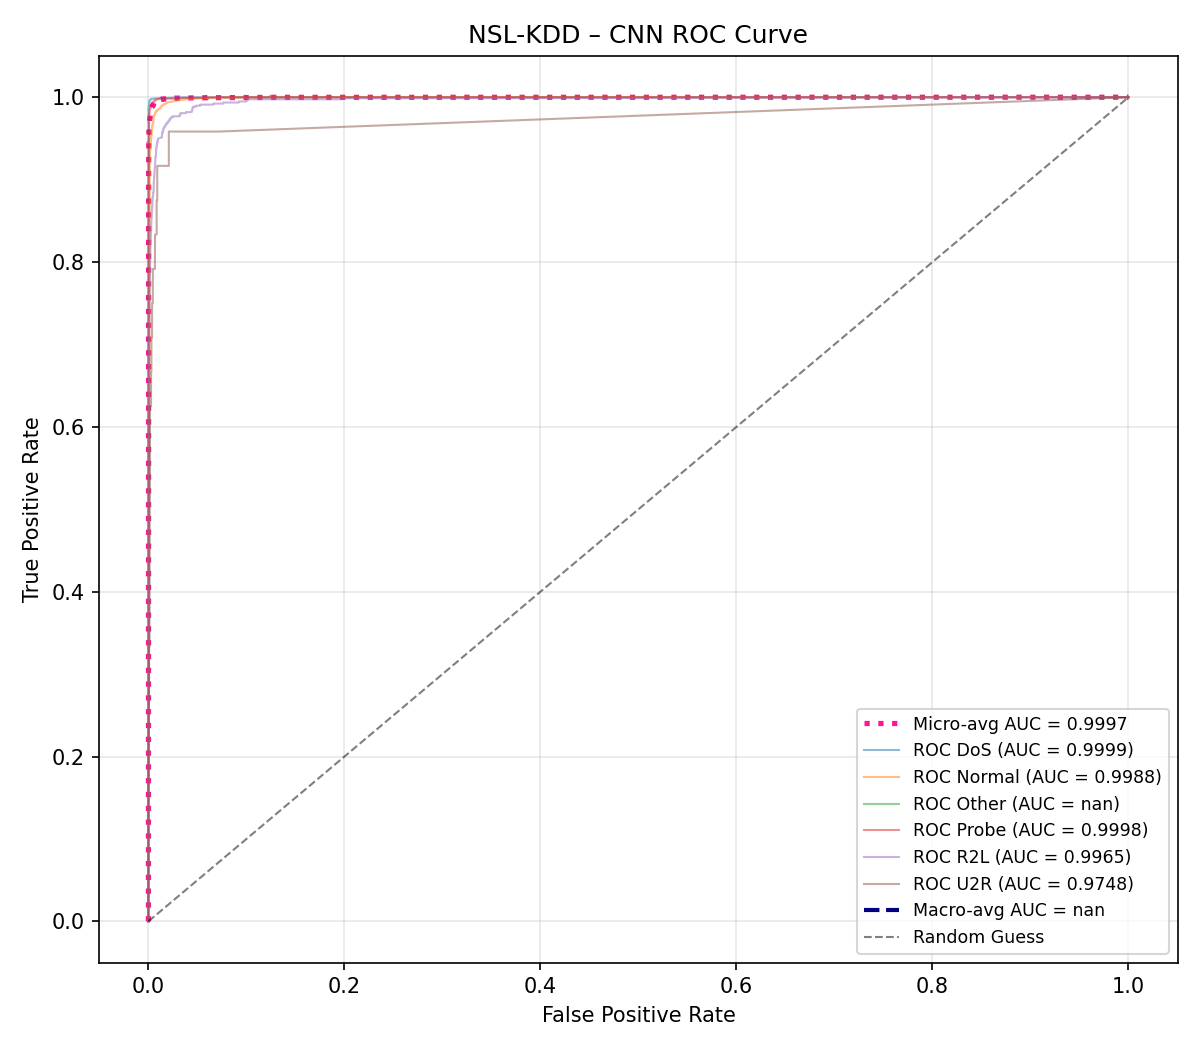 NSL-KDD – CNN ROC Curve
True Positive Rate
1.0
0.8
0.6
0.4
0.2
0.0
Micro-avg AUC = 0.9997
ROC DoS (AUC = 0.9999)
ROC Normal (AUC = 0.9988)
ROC Other (AUC = nan)
ROC Probe (AUC = 0.9998)
ROC R2L (AUC = 0.9965)
ROC U2R (AUC = 0.9748)
Macro-avg AUC = nan
Random Guess
0.0 0.2 0.4 0.6 0.8 1.0
False Positive Rate